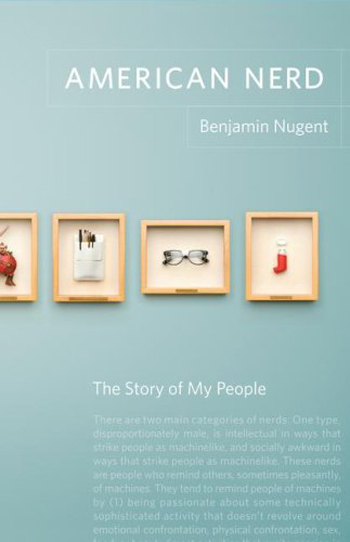 AMERICAN NERD
Benjamin Nugent
The Story of My People
There are two main categories of nerds: One type,
disproportionately male, is intellectual in ways that
strike people as machinelike, and socially awkward in
ways that strike people as machinelike. These nerds
are people who remind others, sometimes pleasantly,
of machines. They tend to remind people of machines
by (1) being passionate about some technically
sophisticated activity that doesn't revolve around
emotional confrontation, physical confrontation, sex,